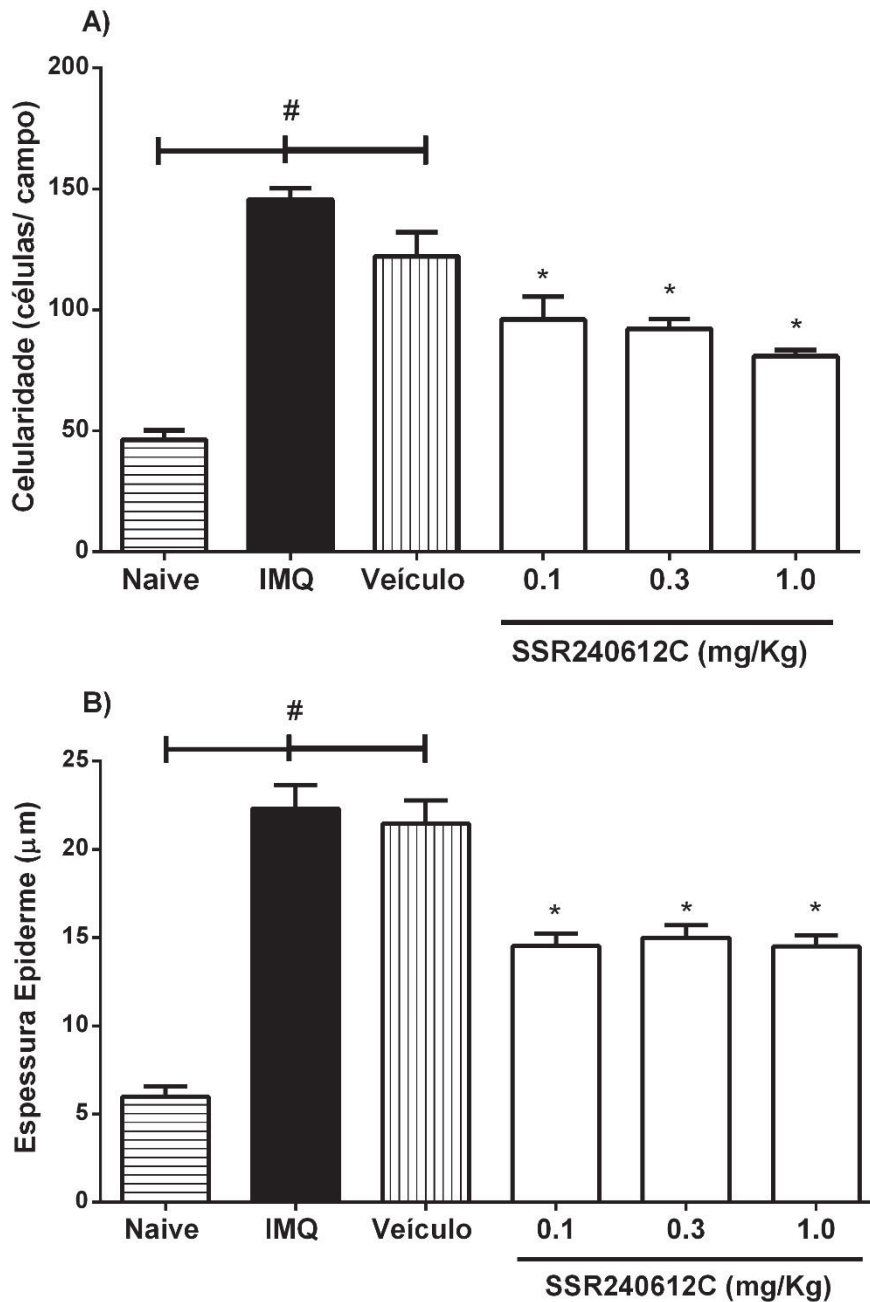 A)
Celularidade (células/ campo)
200
150
100
50
0
#
*
*
*
Naive IMQ Veículo 0.1 0.3 1.0
SSR240612C (mg/Kg)
B)
Espessura Epiderme (μm)
25
20
15
10
5
0
#
*
*
*
Naive IMQ Veículo 0.1 0.3 1.0
SSR240612C (mg/Kg)